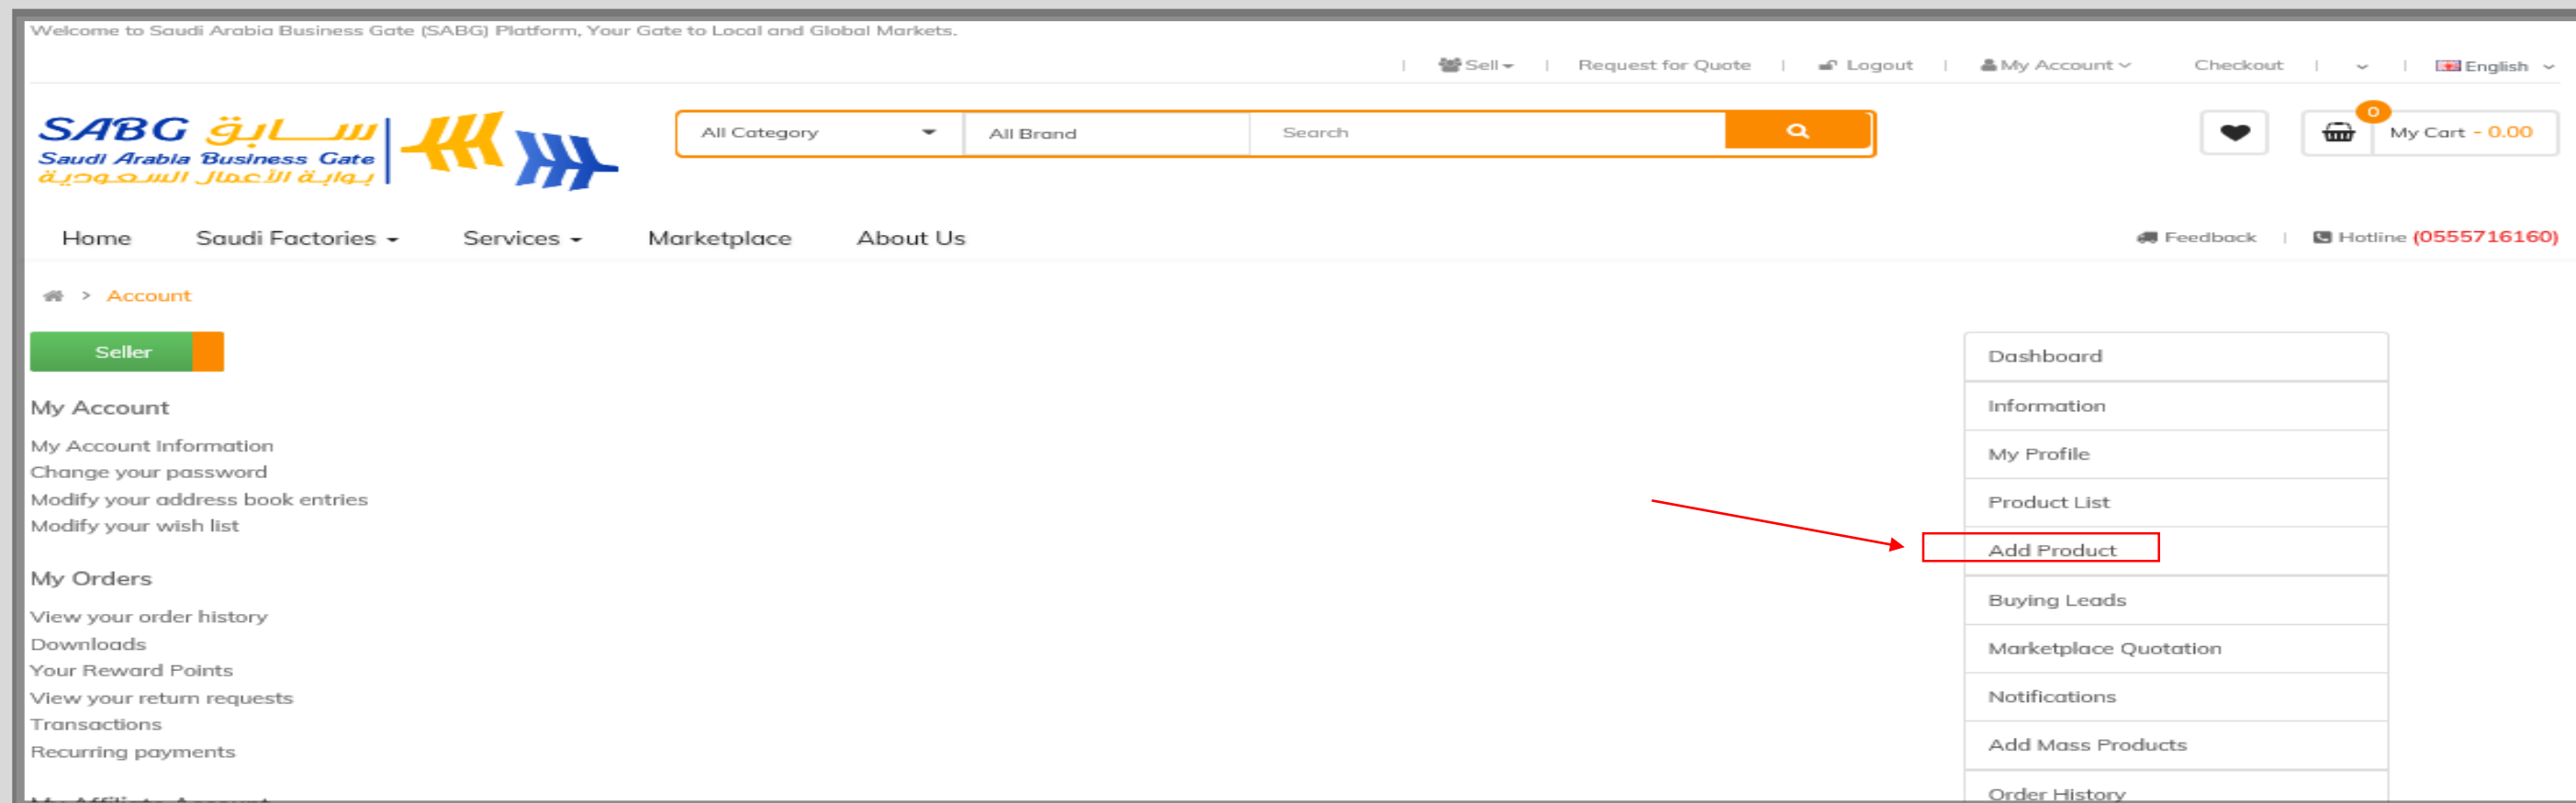 Welcome to Saudi Arabia Business Gate (SABG) Platform, Your Gate to Local and Global Markets.
Sell | Request for Quote | Logout | My Account Checkout | | English
SABG سابق
Saudi Arabia Business Gate
بوابة الأعمال السعودية
All Category All Brand Search
0
My Cart - 0.00
Home Saudi Factories Services Marketplace About Us
Feedback | Hotline (0555716160)
> Account
Seller
My Account
My Account Information
Change your password
Modify your address book entries
Modify your wish list
My Orders
View your order history
Downloads
Your Reward Points
View your return requests
Transactions
Recurring payments
My Affiliate Account
Dashboard
Information
My Profile
Product List
Add Product
Buying Leads
Marketplace Quotation
Notifications
Add Mass Products
Order History